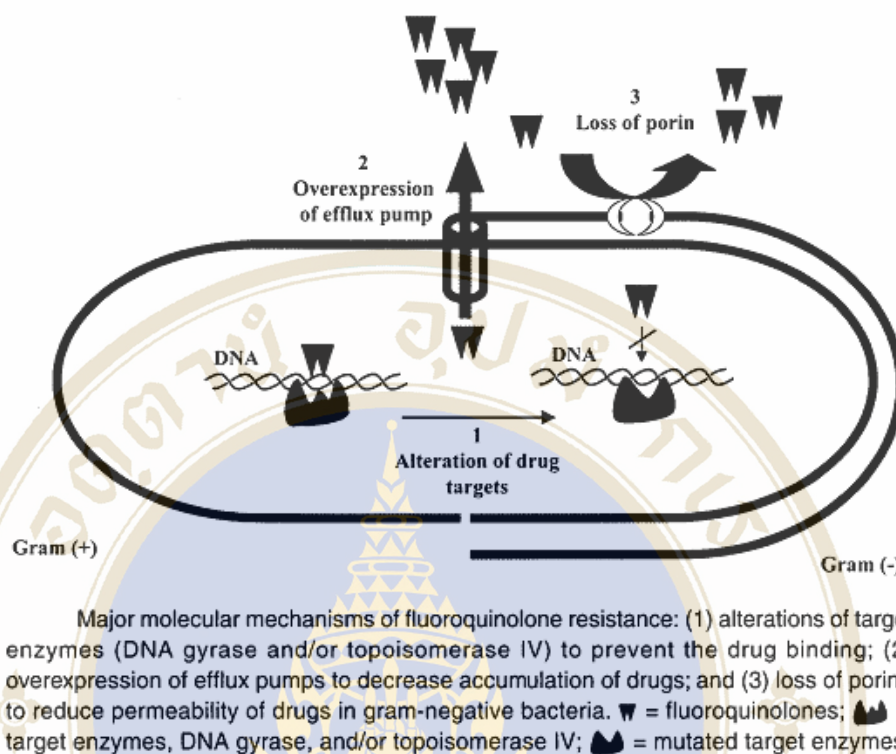 3
Loss of porin
2
Overexpression
of efflux pump
DNA
DNA
1
Alteration of drug
targets
Gram (+)
Gram (-)
Major molecular mechanisms of fluoroquinolone resistance: (1) alterations of targe
enzymes (DNA gyrase and/or topoisomerase IV) to prevent the drug binding; (2
overexpression of efflux pumps to decrease accumulation of drugs; and (3) loss of porin
to reduce permeability of drugs in gram-negative bacteria. = fluoroquinolones;
target enzymes, DNA gyrase, and/or topoisomerase IV; = mutated target enzyme